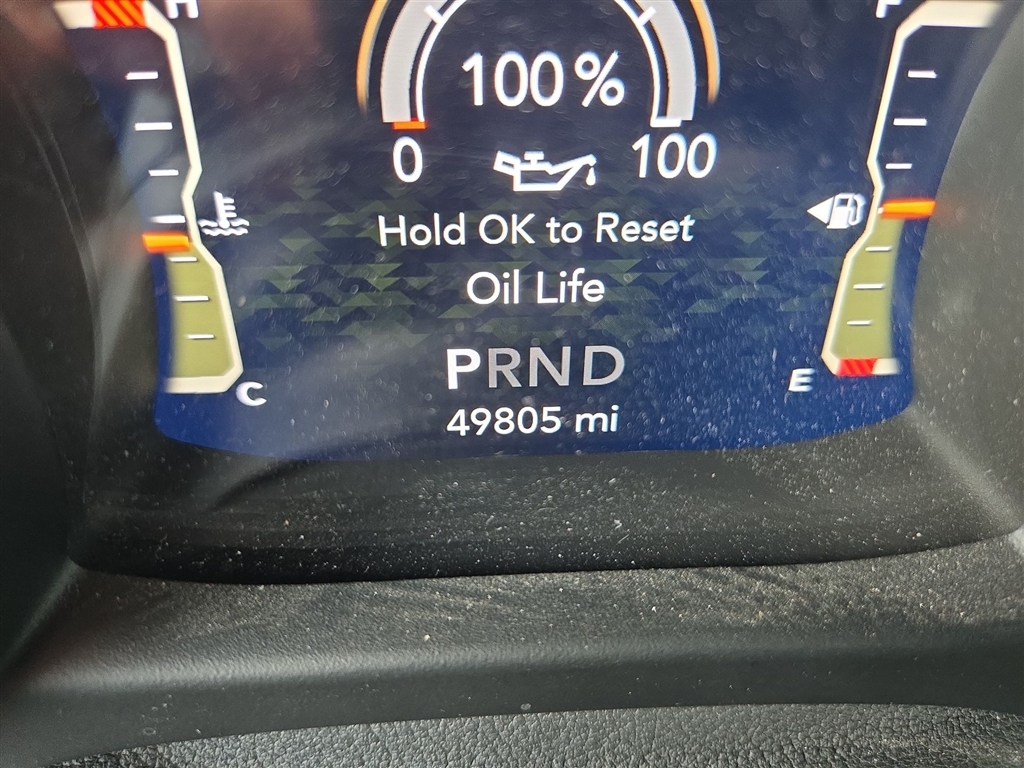 H
F
100%
0
100
Hold OK to Reset
Oil Life
PRND
C
E
49805 mi